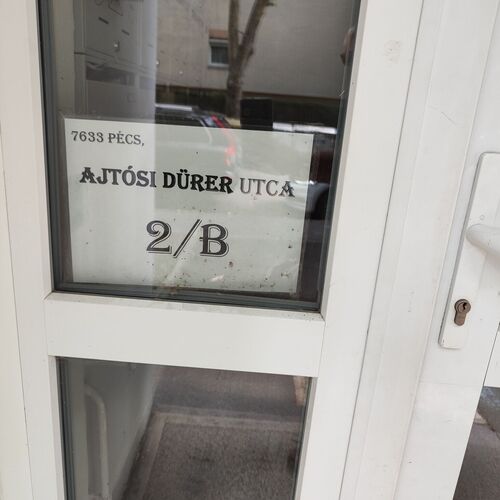 7633 PÉCS,
AJTÓSI DÜRER UTCA
2/B